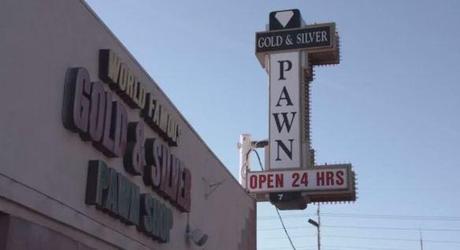 WORLD FAMOUS
GOLD & SILVER
PAWN SHOP
GOLD & SILVER
PAWN
OPEN 24 HRS